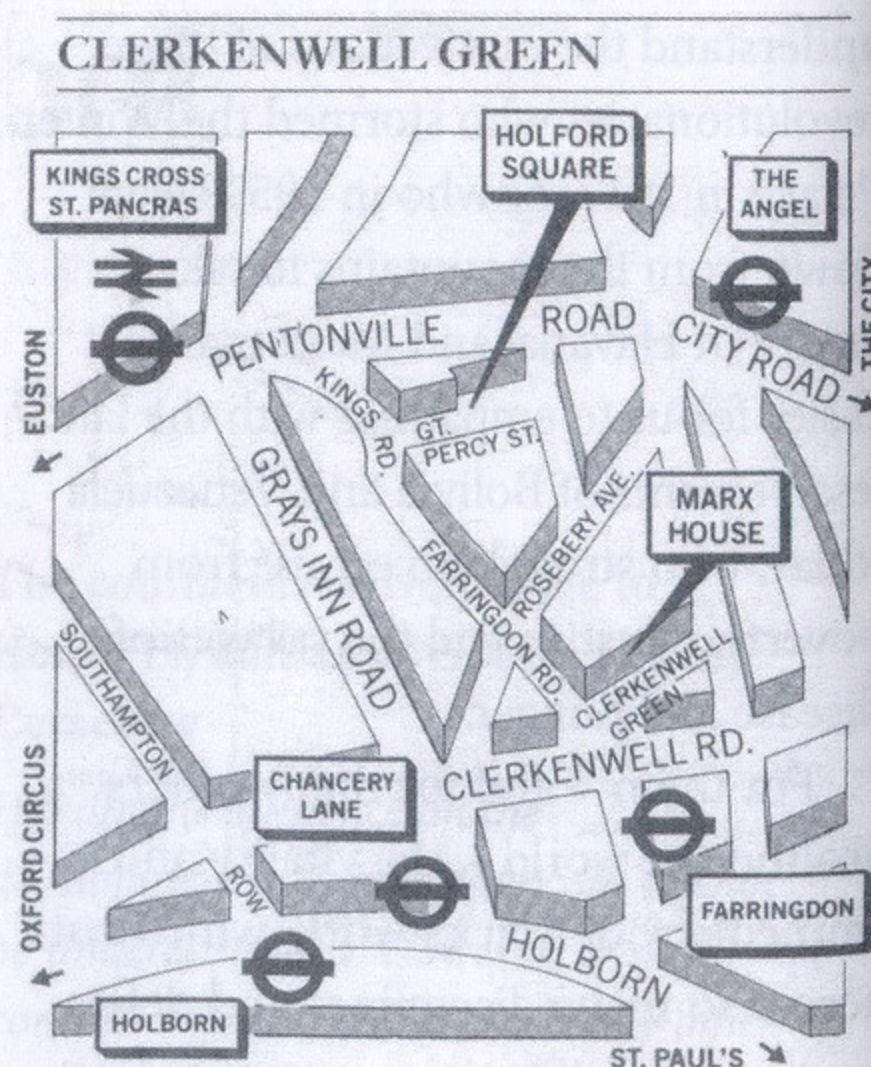 CLERKENWELL GREEN
HOLFORD
SQUARE
KINGS CROSS
ST. PANCRAS
THE
ANGEL
THE CITY
EUSTON
PENTONVILLE
ROAD
CITY ROAD
KINGS
RD.
GT.
PERCY ST.
GRAYS INN ROAD
FARRINGDON RD.
ROSEBERY AVE.
MARX
HOUSE
SOUTHAMPTON
ROW
CLERKENWELL
GREEN
CLERKENWELL RD.
CHANCERY
LANE
OXFORD CIRCUS
FARRINGDON
HOLBORN
HOLBORN
ST. PAUL'S